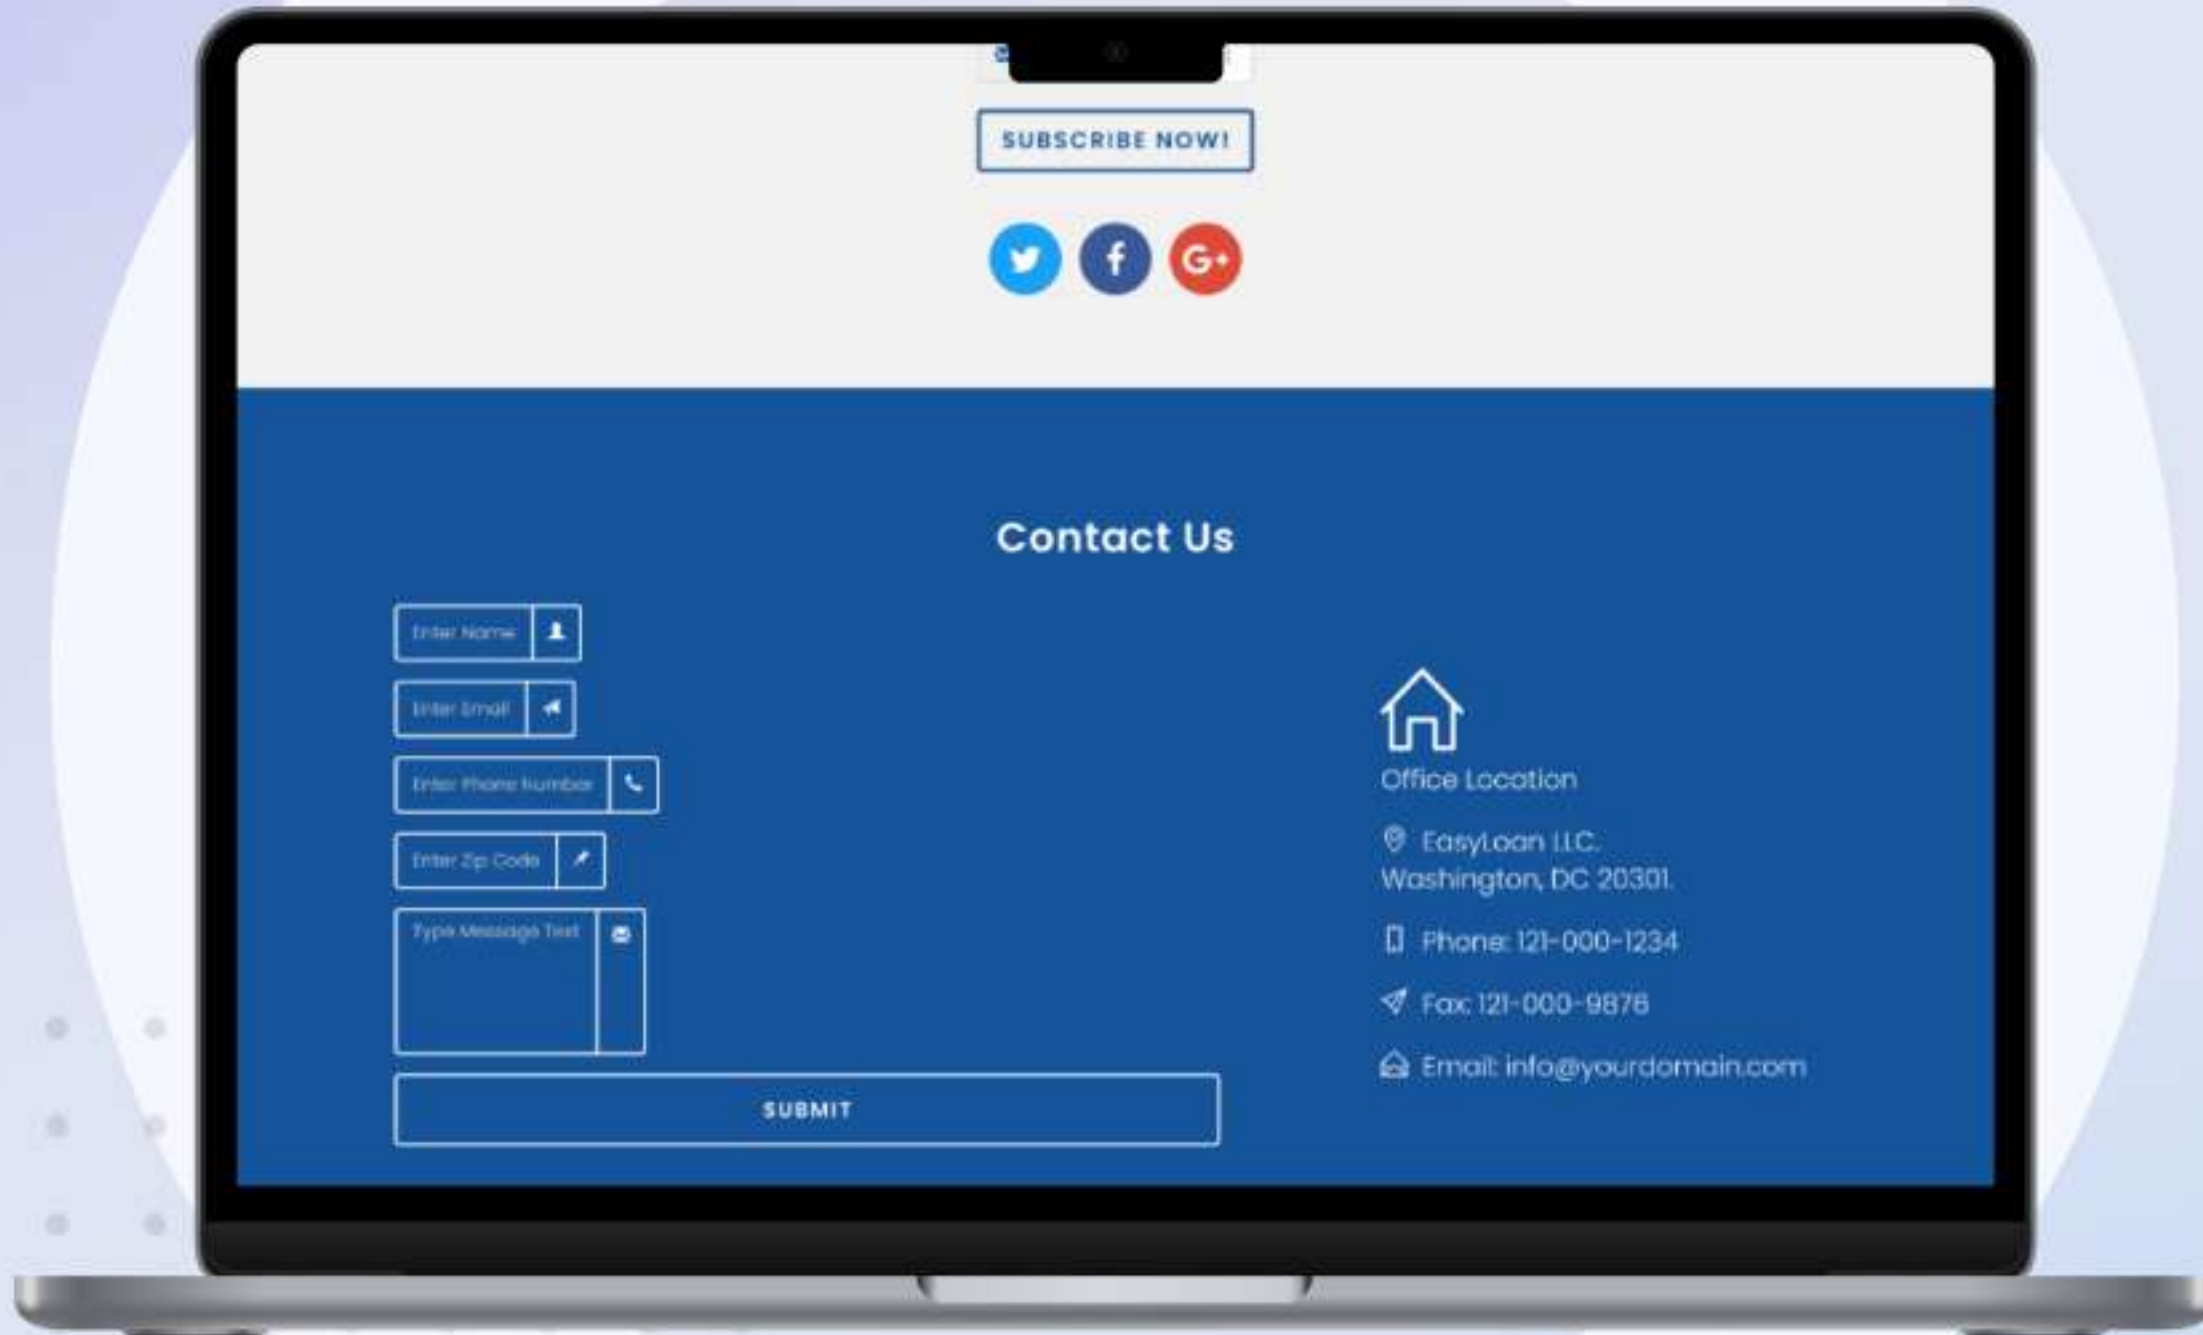 SUBSCRIBE NOW!
G+
Contact Us
Enter Name
Enter Email
Enter Phone Number
Enter Zip Code
Type Message Text
SUBMIT
Office Location
EasyLoan LLC.
Washington, DC 20301.
Phone: 121-000-1234
Fax: 121-000-9876
Email: info@yourdomain.com